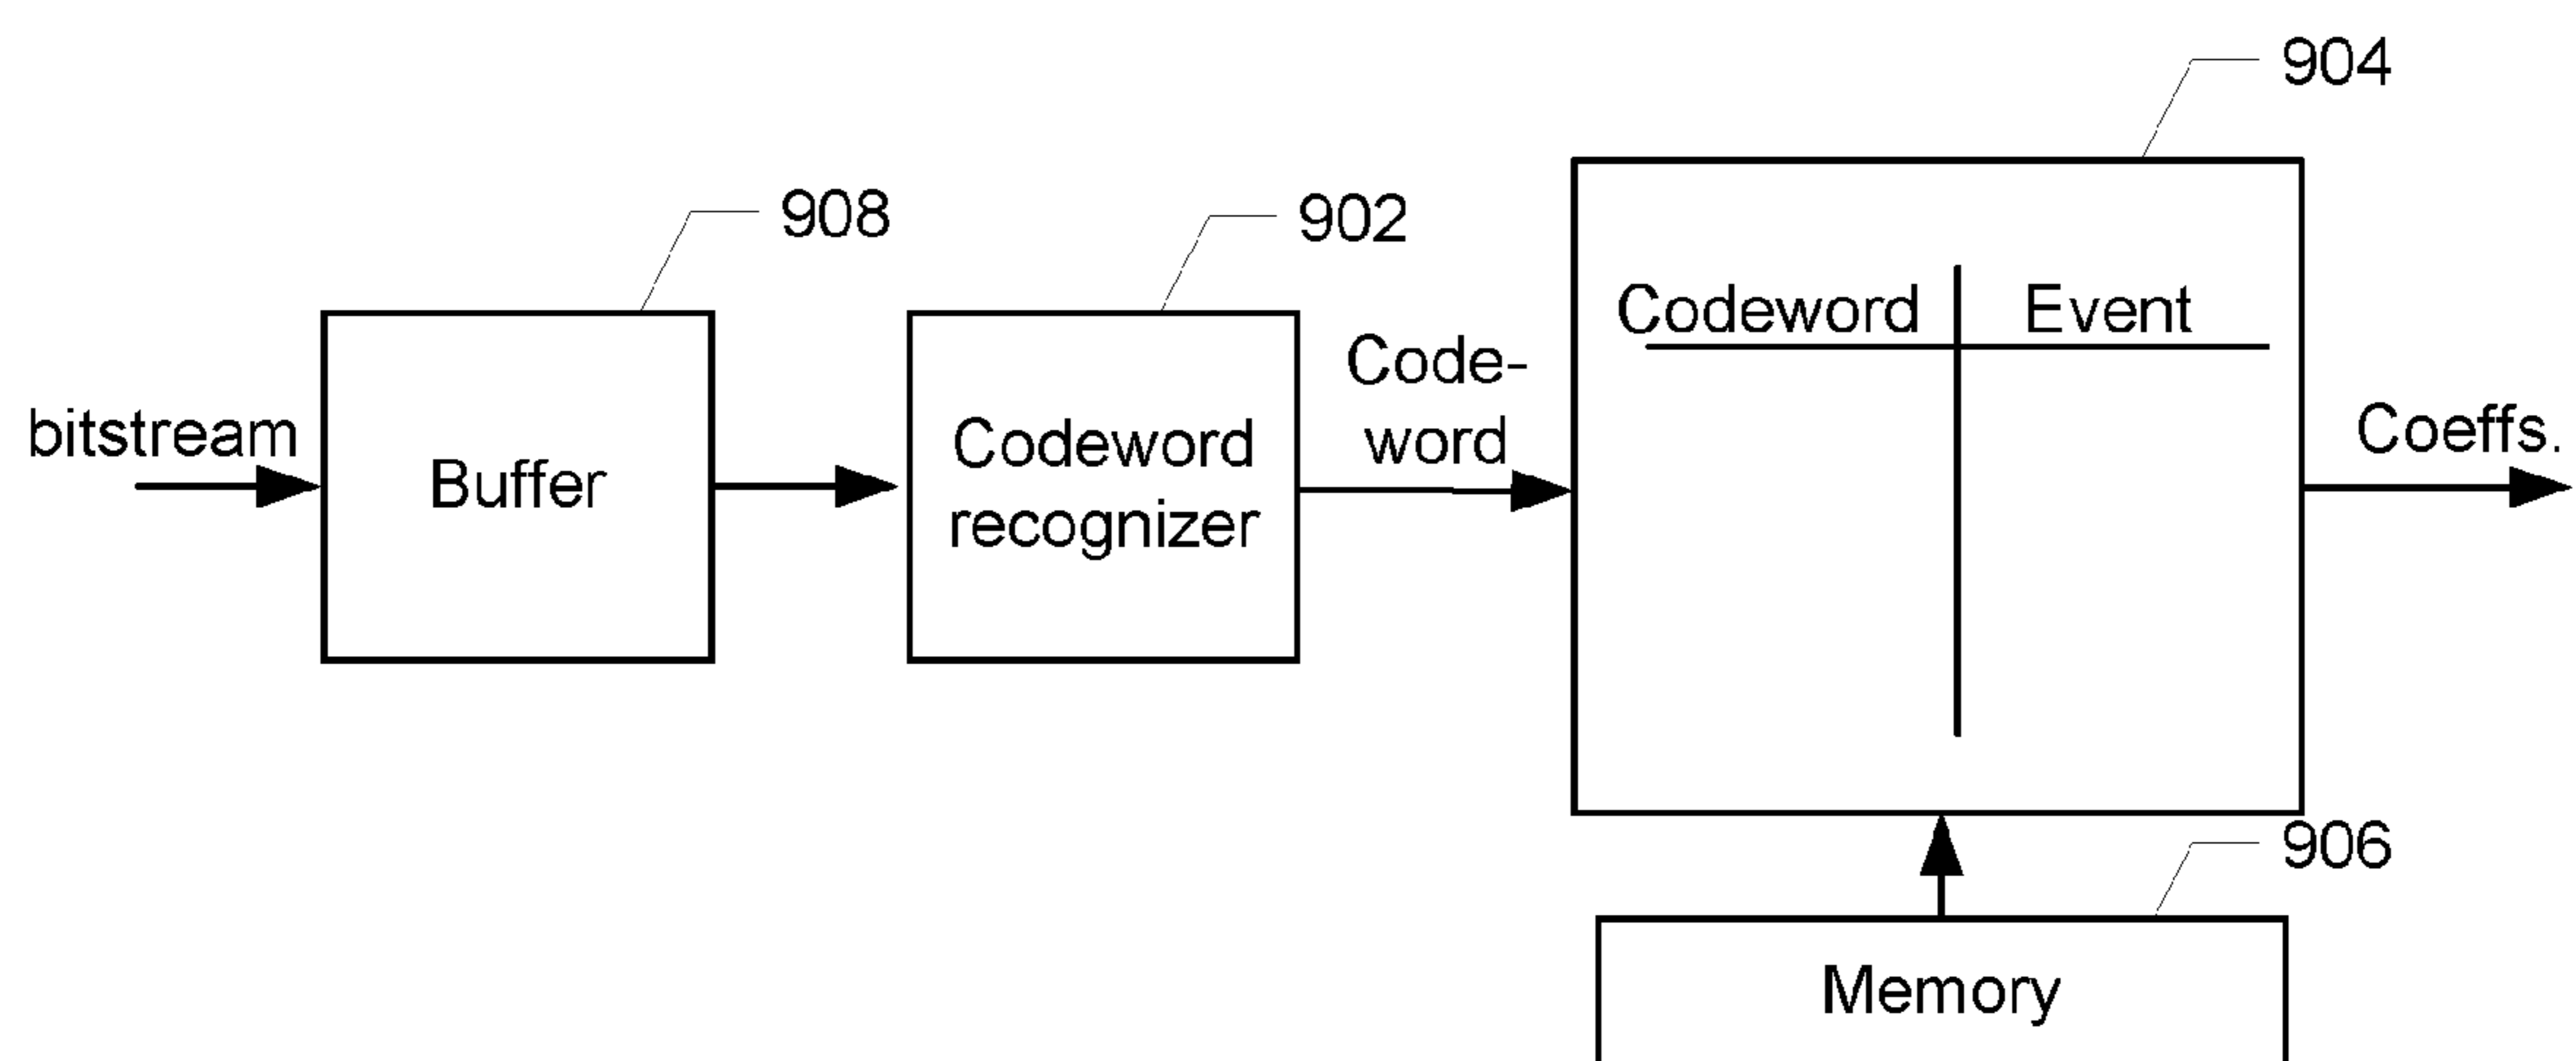 904
908
902
Codeword Event
Code-
word
bitstream
Buffer
Codeword
recognizer
Coeffs.
906
Memory